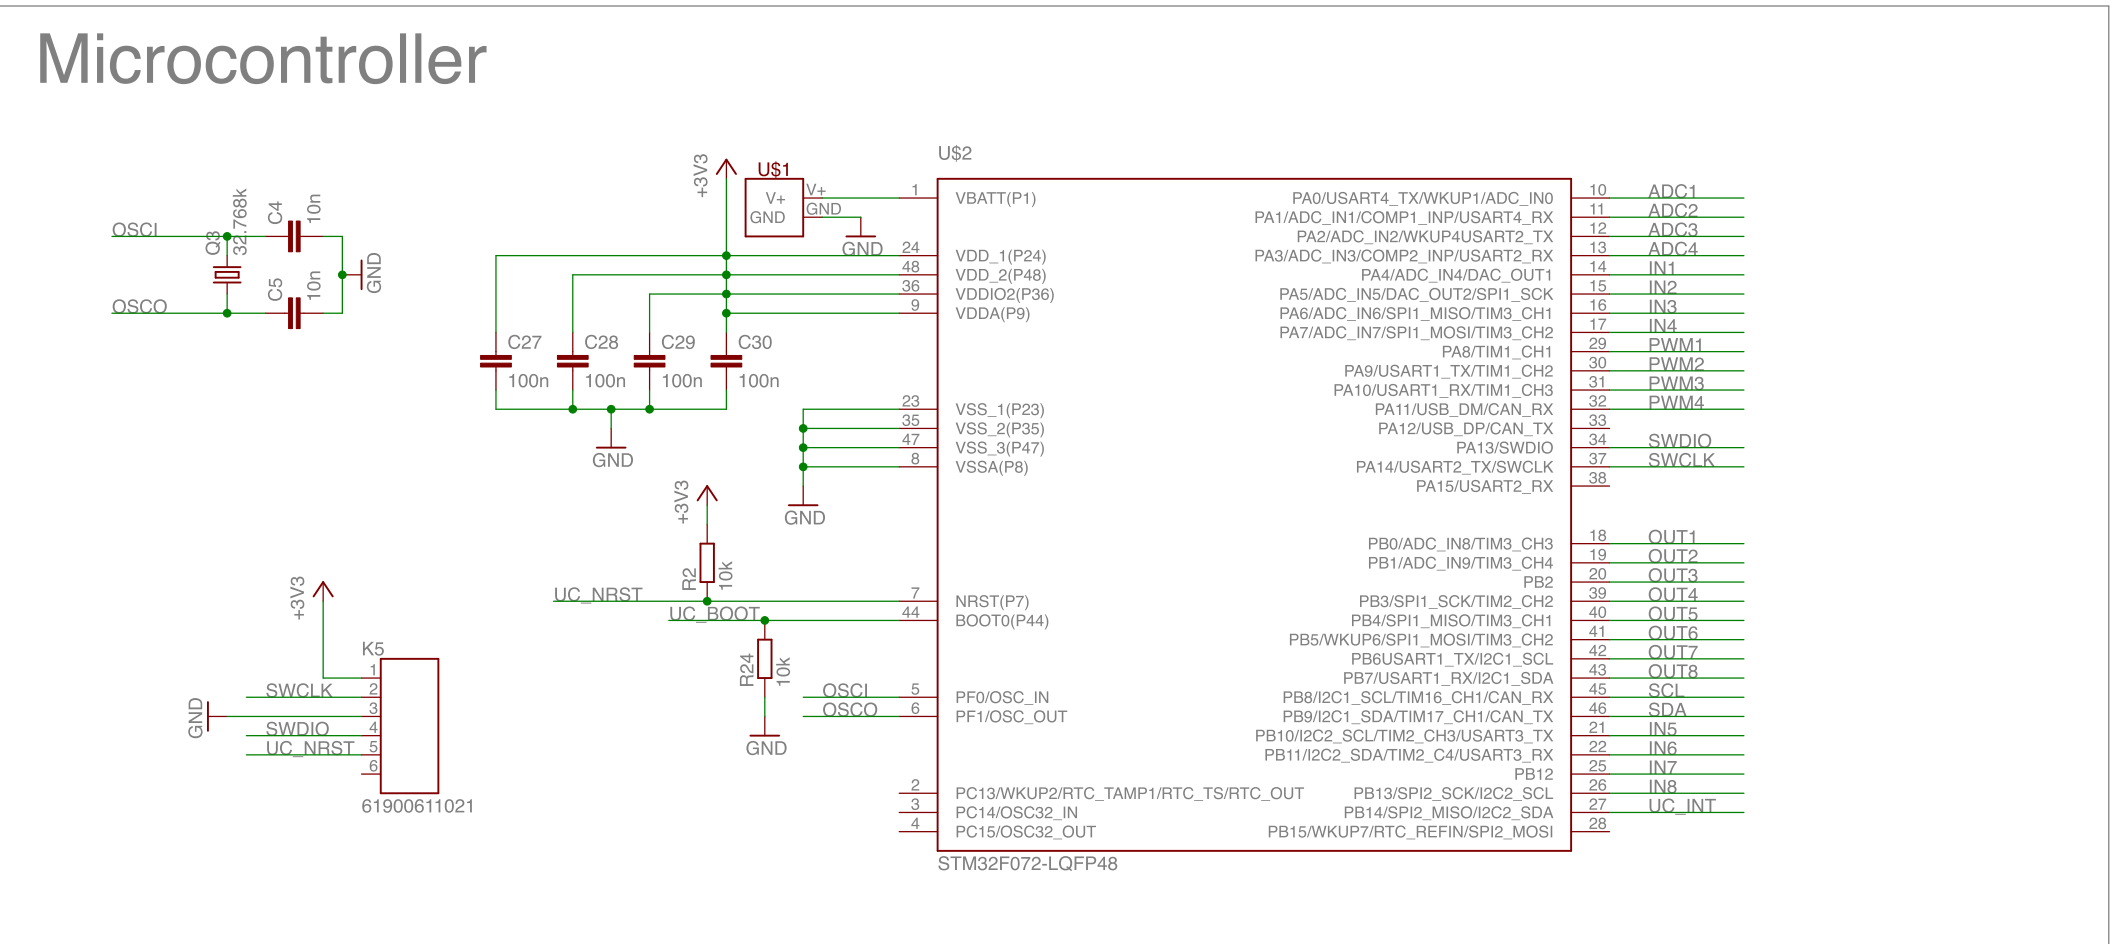 Microcontroller
OSCI
OSCO
Q3
32.768k
C4
10n
C5
10n
GND
+3V3
U$1
V+
GND
V+
GND
GND
C27
100n
C28
100n
C29
100n
C30
100n
GND
GND
+3V3
R2
10k
UC_NRST
UC_BOOT
R24
10k
GND
OSCI
OSCO
+3V3
K5
1
SWCLK 2
GND 3
SWDIO 4
UC_NRST 5
6
61900611021
U$2
1 VBATT(P1)
24 VDD_1(P24)
48 VDD_2(P48)
36 VDDIO2(P36)
9 VDDA(P9)
23 VSS_1(P23)
35 VSS_2(P35)
47 VSS_3(P47)
8 VSSA(P8)
7 NRST(P7)
44 BOOT0(P44)
5 PF0/OSC_IN
6 PF1/OSC_OUT
2 PC13/WKUP2/RTC_TAMP1/RTC_TS/RTC_OUT
3 PC14/OSC32_IN
4 PC15/OSC32_OUT
PA0/USART4_TX/WKUP1/ADC_IN0 10 ADC1
PA1/ADC_IN1/COMP1_INP/USART4_RX 11 ADC2
PA2/ADC_IN2/WKUP4USART2_TX 12 ADC3
PA3/ADC_IN3/COMP2_INP/USART2_RX 13 ADC4
PA4/ADC_IN4/DAC_OUT1 14 IN1
PA5/ADC_IN5/DAC_OUT2/SPI1_SCK 15 IN2
PA6/ADC_IN6/SPI1_MISO/TIM3_CH1 16 IN3
PA7/ADC_IN7/SPI1_MOSI/TIM3_CH2 17 IN4
PA8/TIM1_CH1 29 PWM1
PA9/USART1_TX/TIM1_CH2 30 PWM2
PA10/USART1_RX/TIM1_CH3 31 PWM3
PA11/USB_DM/CAN_RX 32 PWM4
PA12/USB_DP/CAN_TX 33
PA13/SWDIO 34 SWDIO
PA14/USART2_TX/SWCLK 37 SWCLK
PA15/USART2_RX 38
PB0/ADC_IN8/TIM3_CH3 18 OUT1
PB1/ADC_IN9/TIM3_CH4 19 OUT2
PB2 20 OUT3
PB3/SPI1_SCK/TIM2_CH2 39 OUT4
PB4/SPI1_MISO/TIM3_CH1 40 OUT5
PB5/WKUP6/SPI1_MOSI/TIM3_CH2 41 OUT6
PB6USART1_TX/I2C1_SCL 42 OUT7
PB7/USART1_RX/I2C1_SDA 43 OUT8
PB8/I2C1_SCL/TIM16_CH1/CAN_RX 45 SCL
PB9/I2C1_SDA/TIM17_CH1/CAN_TX 46 SDA
PB10/I2C2_SCL/TIM2_CH3/USART3_TX 21 IN5
PB11/I2C2_SDA/TIM2_C4/USART3_RX 22 IN6
PB12 25 IN7
PB13/SPI2_SCK/I2C2_SCL 26 IN8
PB14/SPI2_MISO/I2C2_SDA 27 UC_INT
PB15/WKUP7/RTC_REFIN/SPI2_MOSI 28
STM32F072-LQFP48